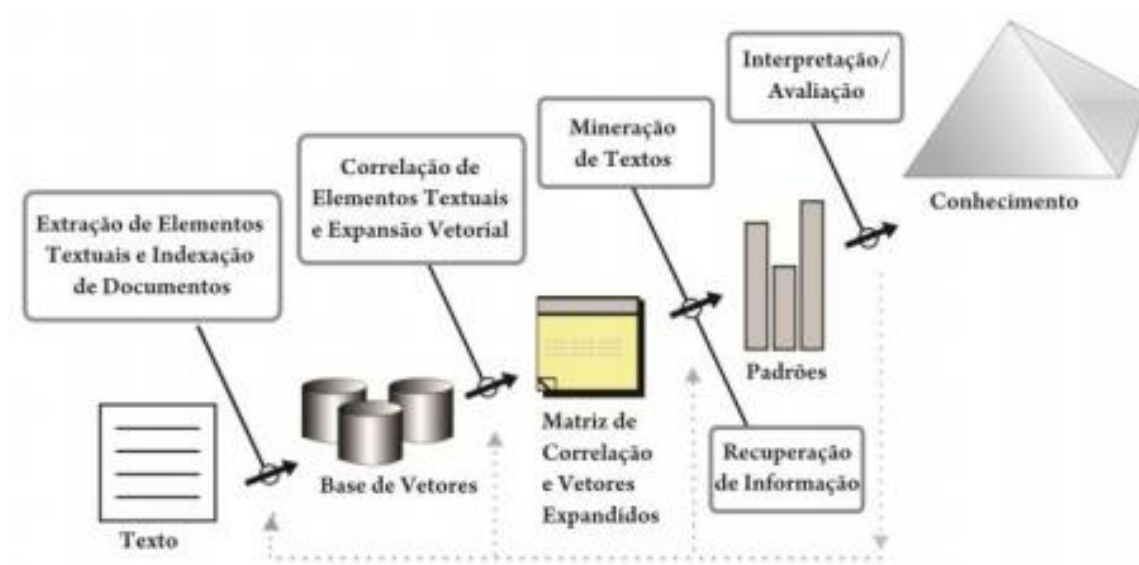 Interpretação/
Avaliação
Mineração
de Textos
Conhecimento
Correlação de
Elementos Textuais
e Expansão Vetorial
Extração de Elementos
Textuais e Indexação
de Documentos
Padrões
Matriz de
Correlação
e Vetores
Expandidos
Recuperação
de Informação
Base de Vetores
Texto